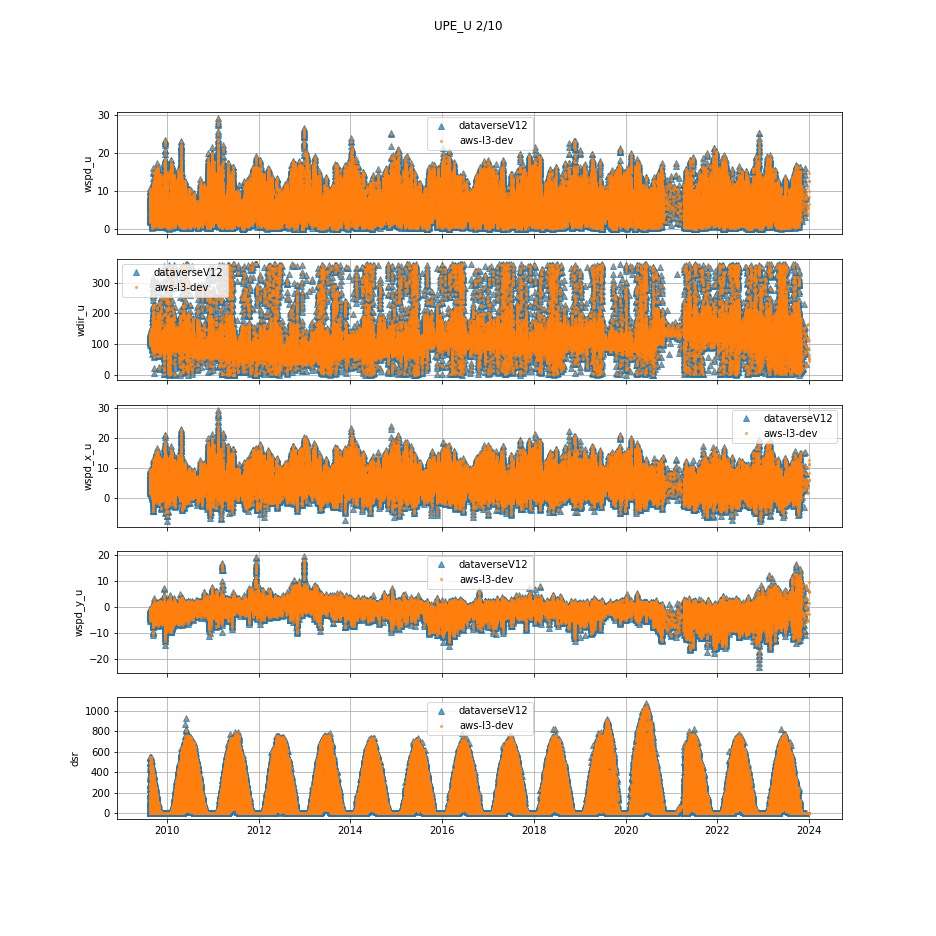 UPE_U 2/10
30
20
10
0
wspd_u
dataverseV12
aws-l3-dev
300
200
100
0
wdir_u
dataverseV12
aws-l3-dev
30
20
10
0
wspd_x_u
dataverseV12
aws-l3-dev
20
10
0
−10
−20
wspd_y_u
dataverseV12
aws-l3-dev
1000
800
600
400
200
0
dsr
dataverseV12
aws-l3-dev
2010 2012 2014 2016 2018 2020 2022 2024